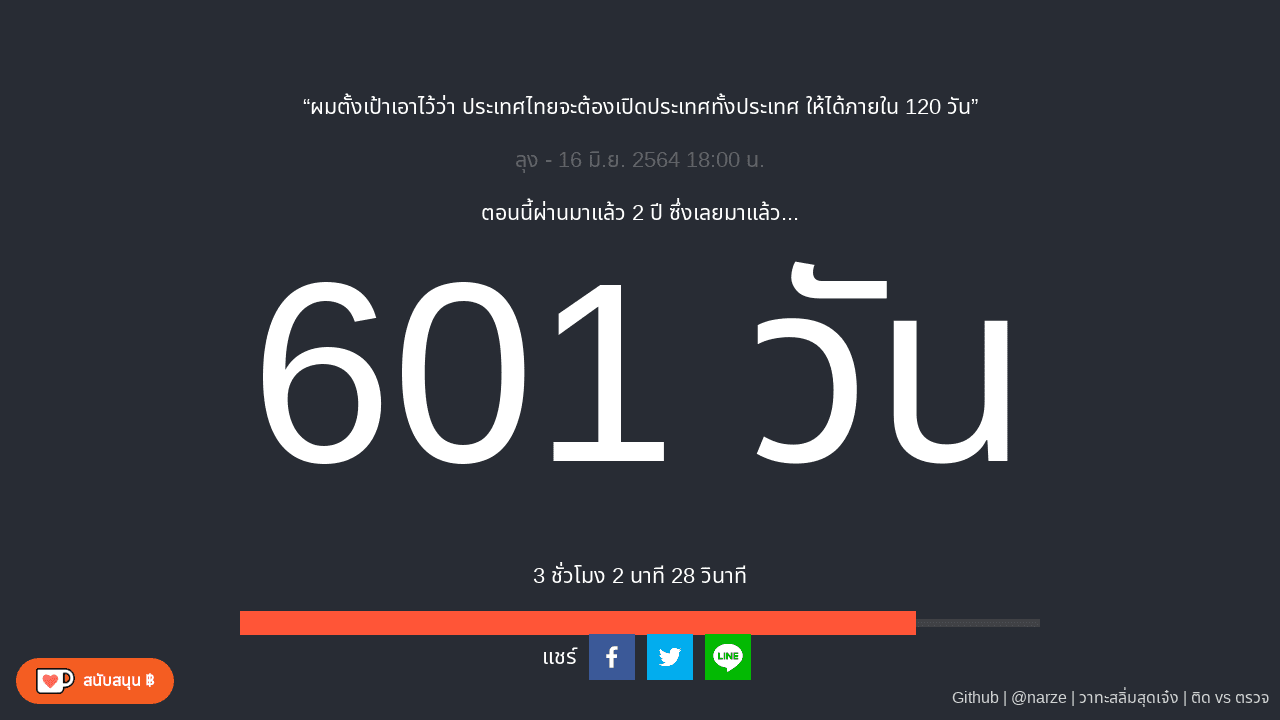 “ผมตั้งเป้าเอาไว้ว่า ประเทศไทยจะต้องเปิดประเทศทั้งประเทศ ให้ได้ภายใน 120 วัน”
ลุง - 16 มิ.ย. 2564 18:00 น.
ตอนนี้ผ่านมาแล้ว 2 ปี ซึ่งเลยมาแล้ว...
601 วัน
3 ชั่วโมง 2 นาที 28 วินาที
แชร์
LINE
สนับสนุน ฿
Github | @narze | วาทะสลิ่มสุดเจ๋ง | ติด vs ตรวจ